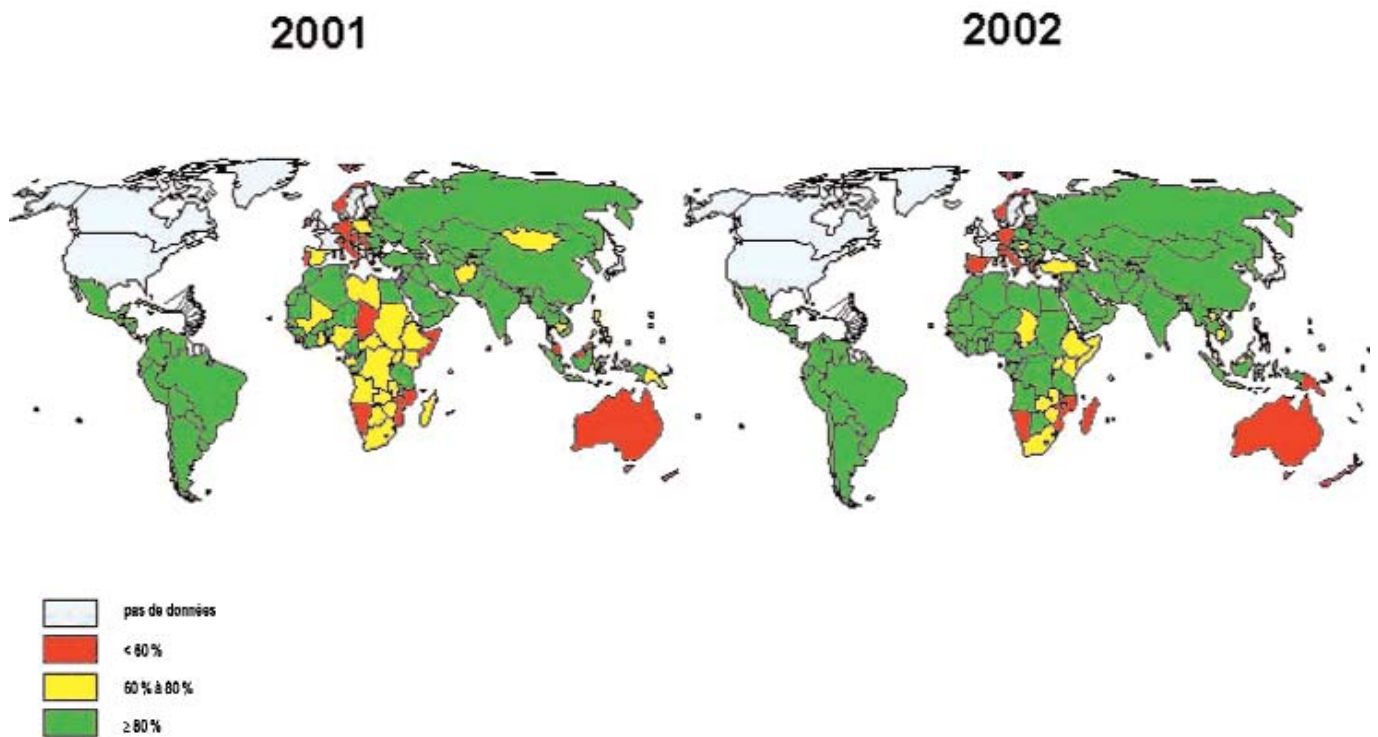 2001
2002
pas de données
< 60 %
60 % à 80 %
≥ 80 %